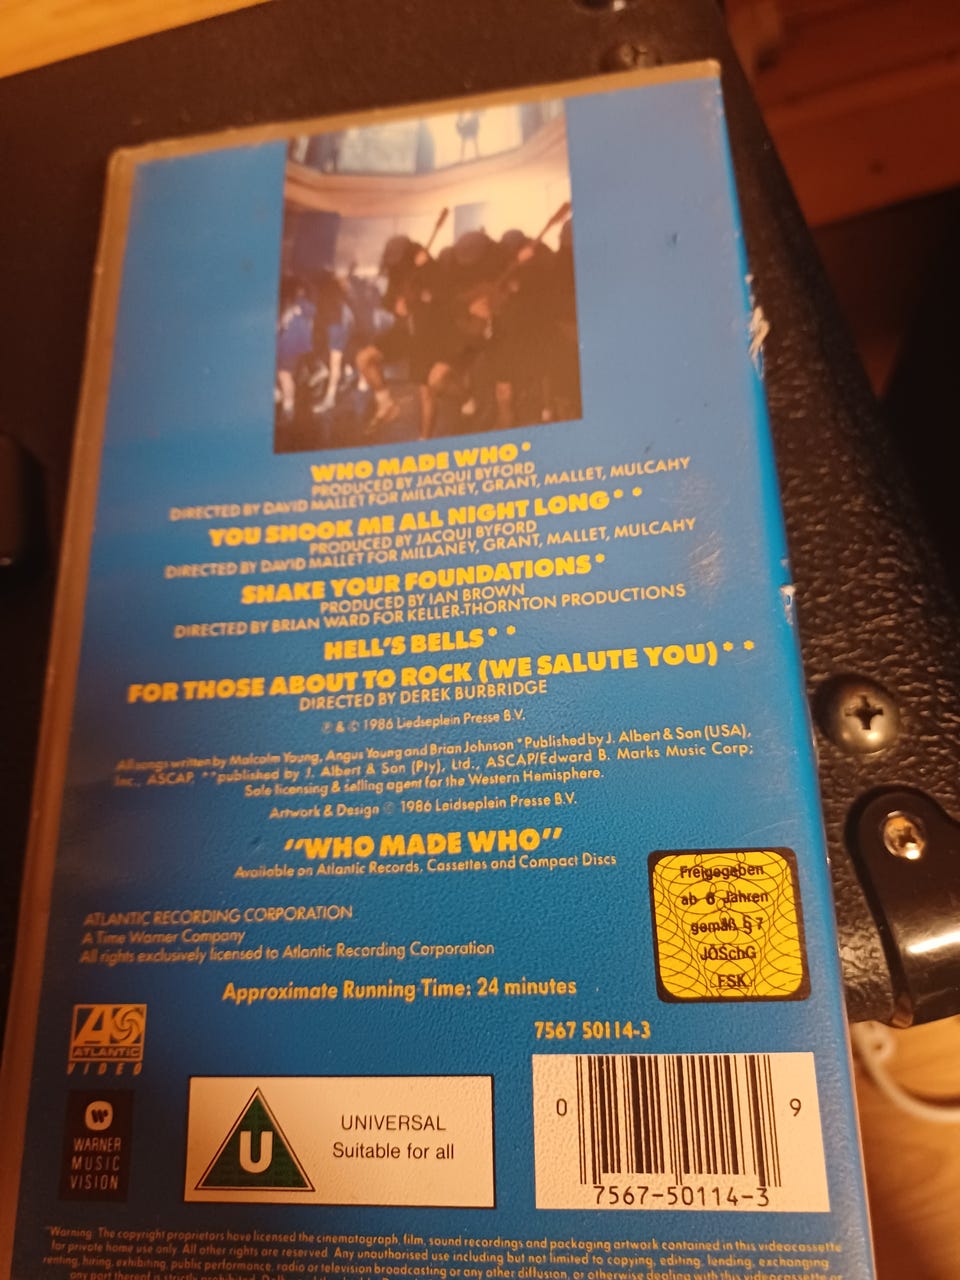 WHO MADE WHO*
PRODUCED BY JACQUI BYFORD
DIRECTED BY DAVID MALLET FOR MILLANEY, GRANT, MALLET, MULCAHY
YOU SHOOK ME ALL NIGHT LONG**
PRODUCED BY JACQUI BYFORD
DIRECTED BY DAVID MALLET FOR MILLANEY, GRANT, MALLET, MULCAHY
SHAKE YOUR FOUNDATIONS*
PRODUCED BY IAN BROWN
DIRECTED BY BRIAN WARD FOR KELLER-THORNTON PRODUCTIONS
HELL'S BELLS**
FOR THOSE ABOUT TO ROCK (WE SALUTE YOU)**
DIRECTED BY DEREK BURBRIDGE
℗ & © 1986 Liedseplein Presse B.V.
All songs written by Malcolm Young, Angus Young and Brian Johnson *Published by J. Albert & Son (USA),
Inc., ASCAP. **published by J. Albert & Son (Pty), Ltd., ASCAP/Edward B. Marks Music Corp;
Sole licensing & selling agent for the Western Hemisphere.
Artwork & Design © 1986 Leidseplein Presse B.V.
"WHO MADE WHO"
Available on Atlantic Records, Cassettes and Compact Discs
ATLANTIC RECORDING CORPORATION
A Time Warner Company
All rights exclusively licensed to Atlantic Recording Corporation
Freigegeben
ab 6 Jahren
gemäß § 7
JÖSchG
FSK
Approximate Running Time: 24 minutes
7567 50114-3
ATLANTIC
VIDEO
WARNER
MUSIC
VISION
U
UNIVERSAL
Suitable for all
0 9
7567-50114-3
"Warning: The copyright proprietors have licensed the cinematograph, film, sound recordings and packaging artwork contained in this videocassette
for private home use only. All other rights are reserved. Any unauthorised use including but not limited to copying, editing, lending, exchanging
renting, hiring, exhibiting, public performance, radio or television broadcasting or any other diffusion, or otherwise dealing with this videocassette or
any part thereof is strictly prohibited.